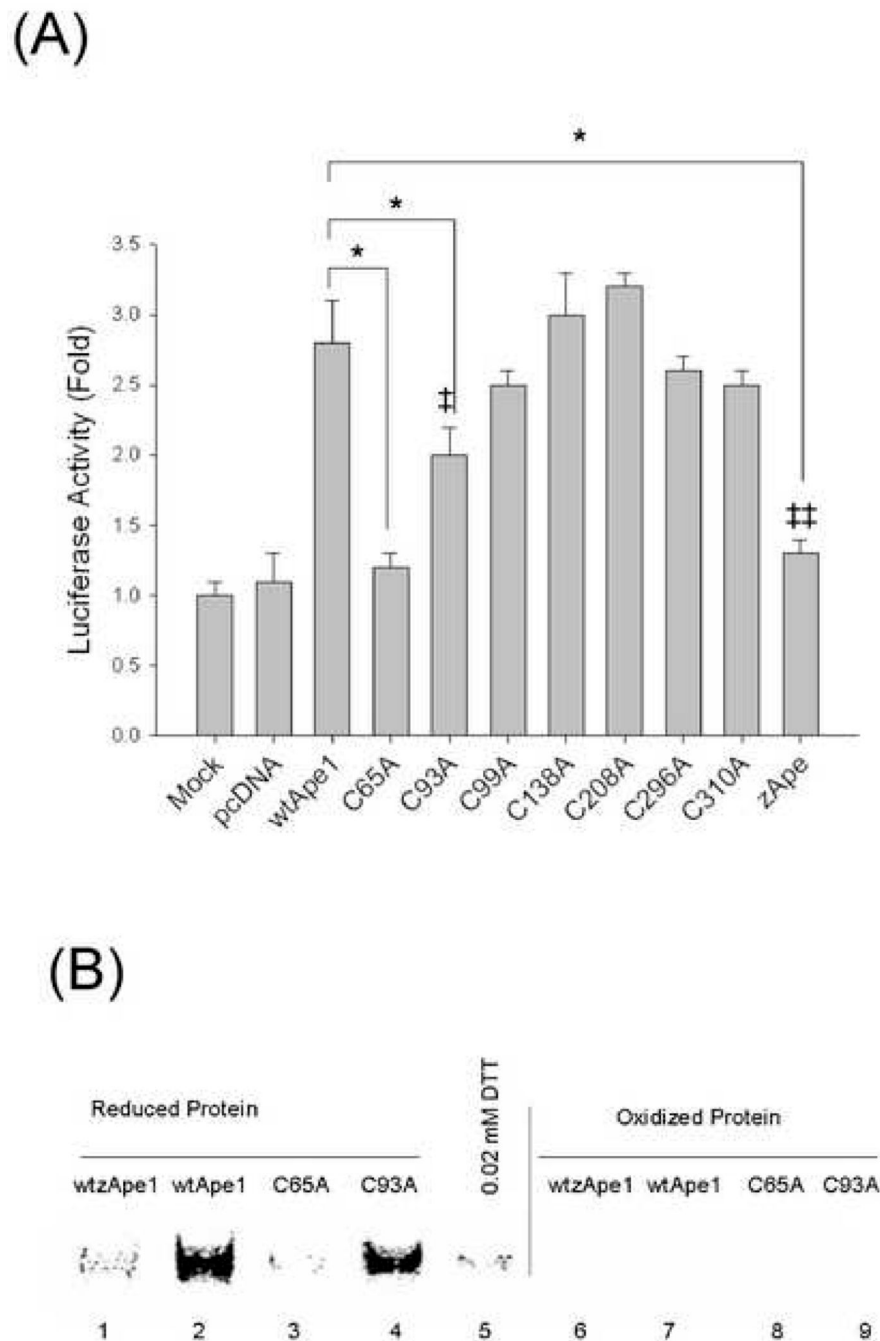 (A)
*
*
*
3.5
3.0
2.5
2.0
1.5
1.0
0.5
0.0
Luciferase Activity (Fold)
‡
‡‡
Mock
pcDNA
wtApe1
C65A
C93A
C99A
C138A
C208A
C296A
C310A
zApe
(B)
Reduced Protein
0.02 mM DTT
Oxidized Protein
wtzApe1 wtApe1 C65A C93A
wtzApe1 wtApe1 C65A C93A
1 2 3 4 5 6 7 8 9